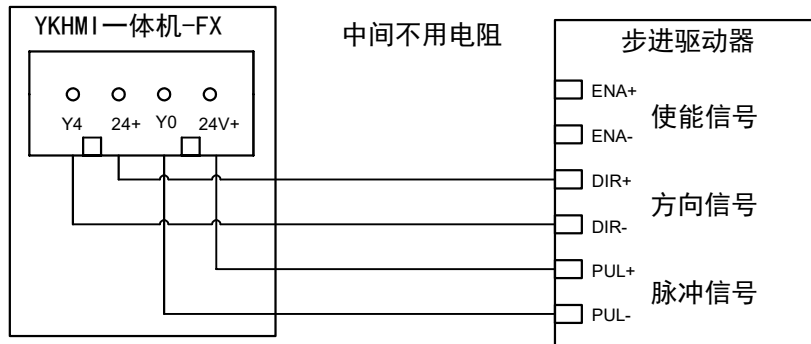 YKHMI一体机-FX
中间不用电阻
步进驱动器
Y4 24+ Y0 24V+
ENA+
使能信号
ENA-
DIR+
方向信号
DIR-
PUL+
脉冲信号
PUL-